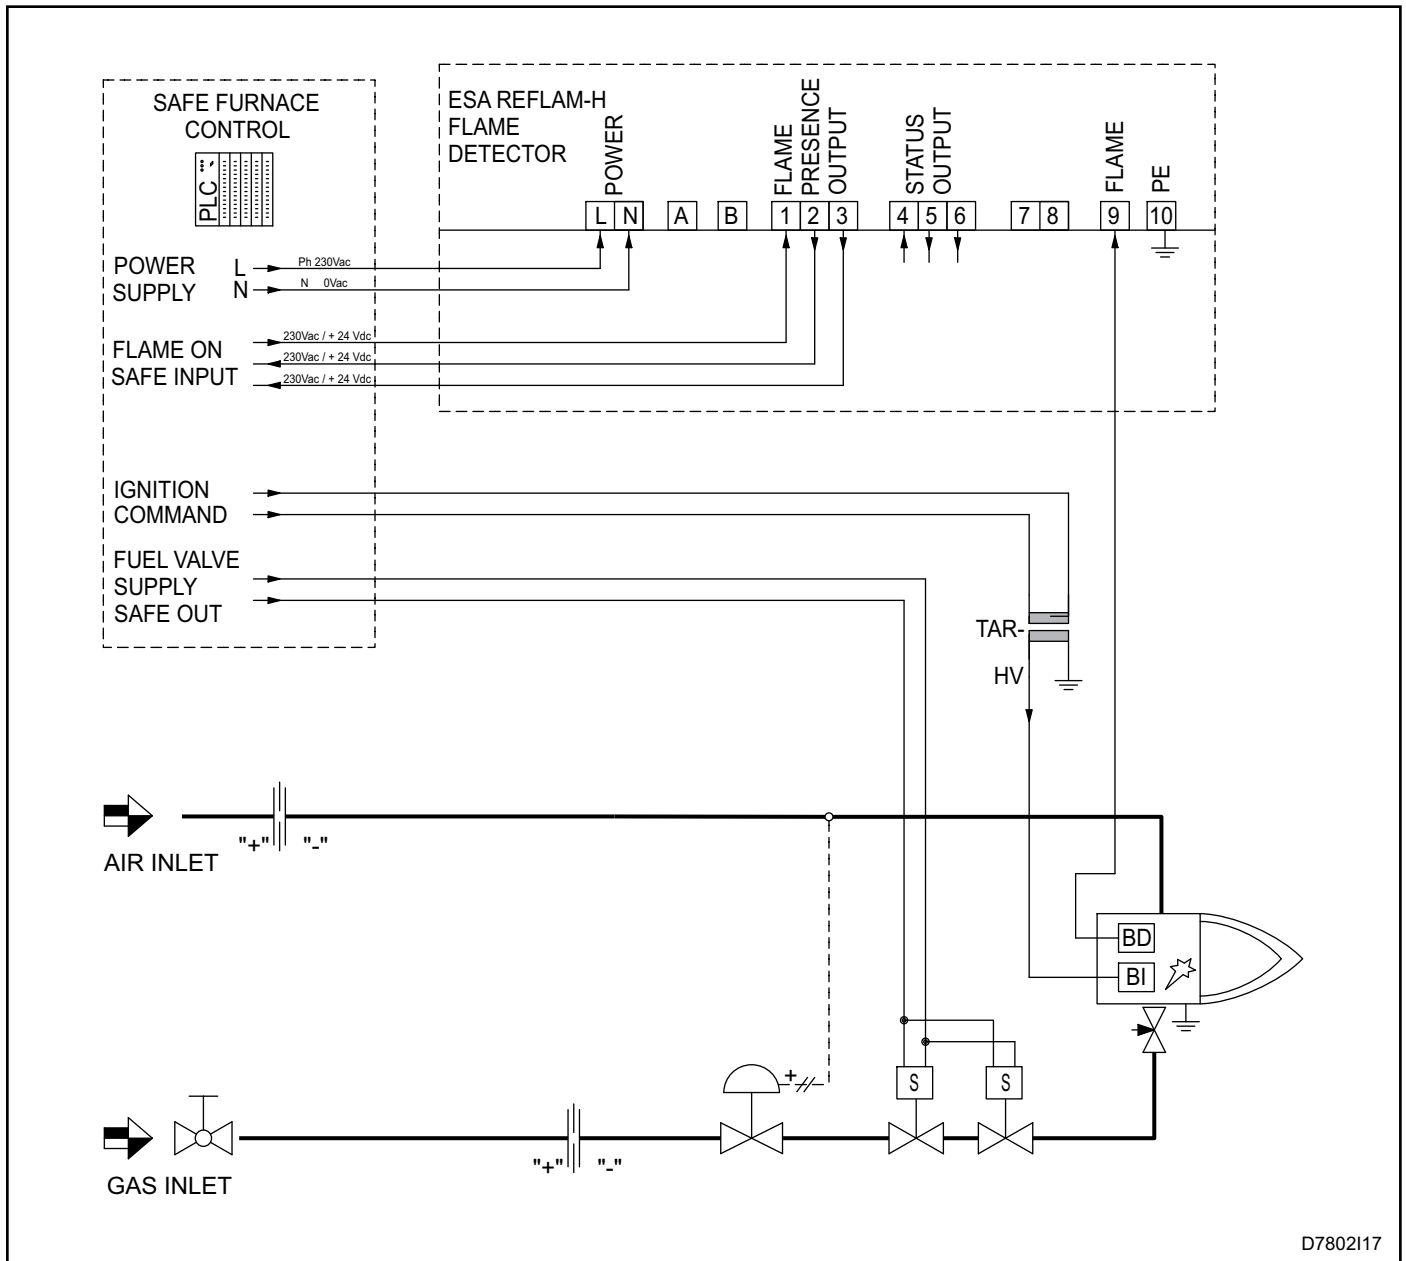 SAFE FURNACE
CONTROL
PLC
POWER
SUPPLY
L
N
Ph 230Vac
N 0Vac
FLAME ON
SAFE INPUT
230Vac / + 24 Vdc
230Vac / + 24 Vdc
230Vac / + 24 Vdc
IGNITION
COMMAND
FUEL VALVE
SUPPLY
SAFE OUT
ESA REFLAM-H
FLAME
DETECTOR
POWER
FLAME
PRESENCE
OUTPUT
STATUS
OUTPUT
FLAME
PE
L N A B 1 2 3 4 5 6 7 8 9 10
TAR-
HV
"+" "-"
AIR INLET
BD
BI
+
S S
"+" "-"
GAS INLET
D7802I17